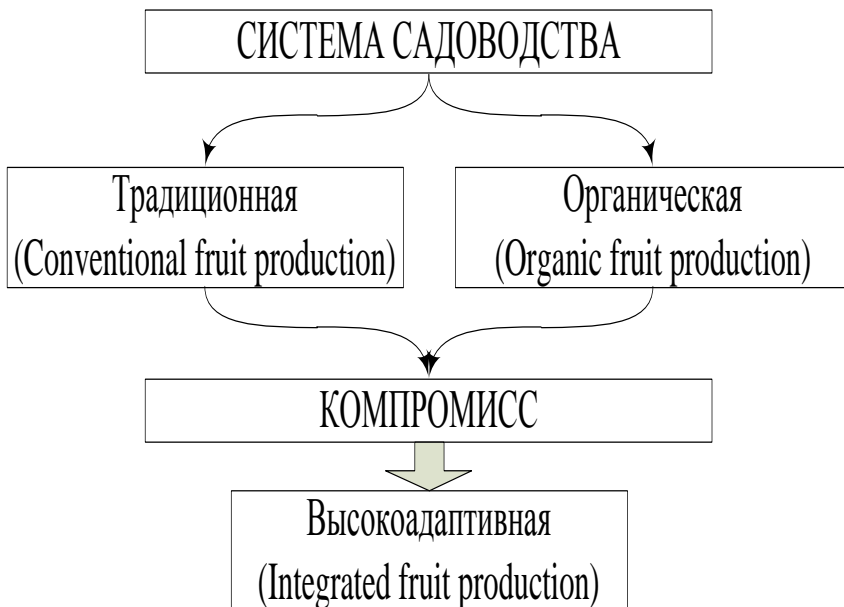 СИСТЕМА САДОВОДСТВА
Традиционная
(Conventional fruit production)
Органическая
(Organic fruit production)
КОМПРОМИСС
Высокоадаптивная
(Integrated fruit production)